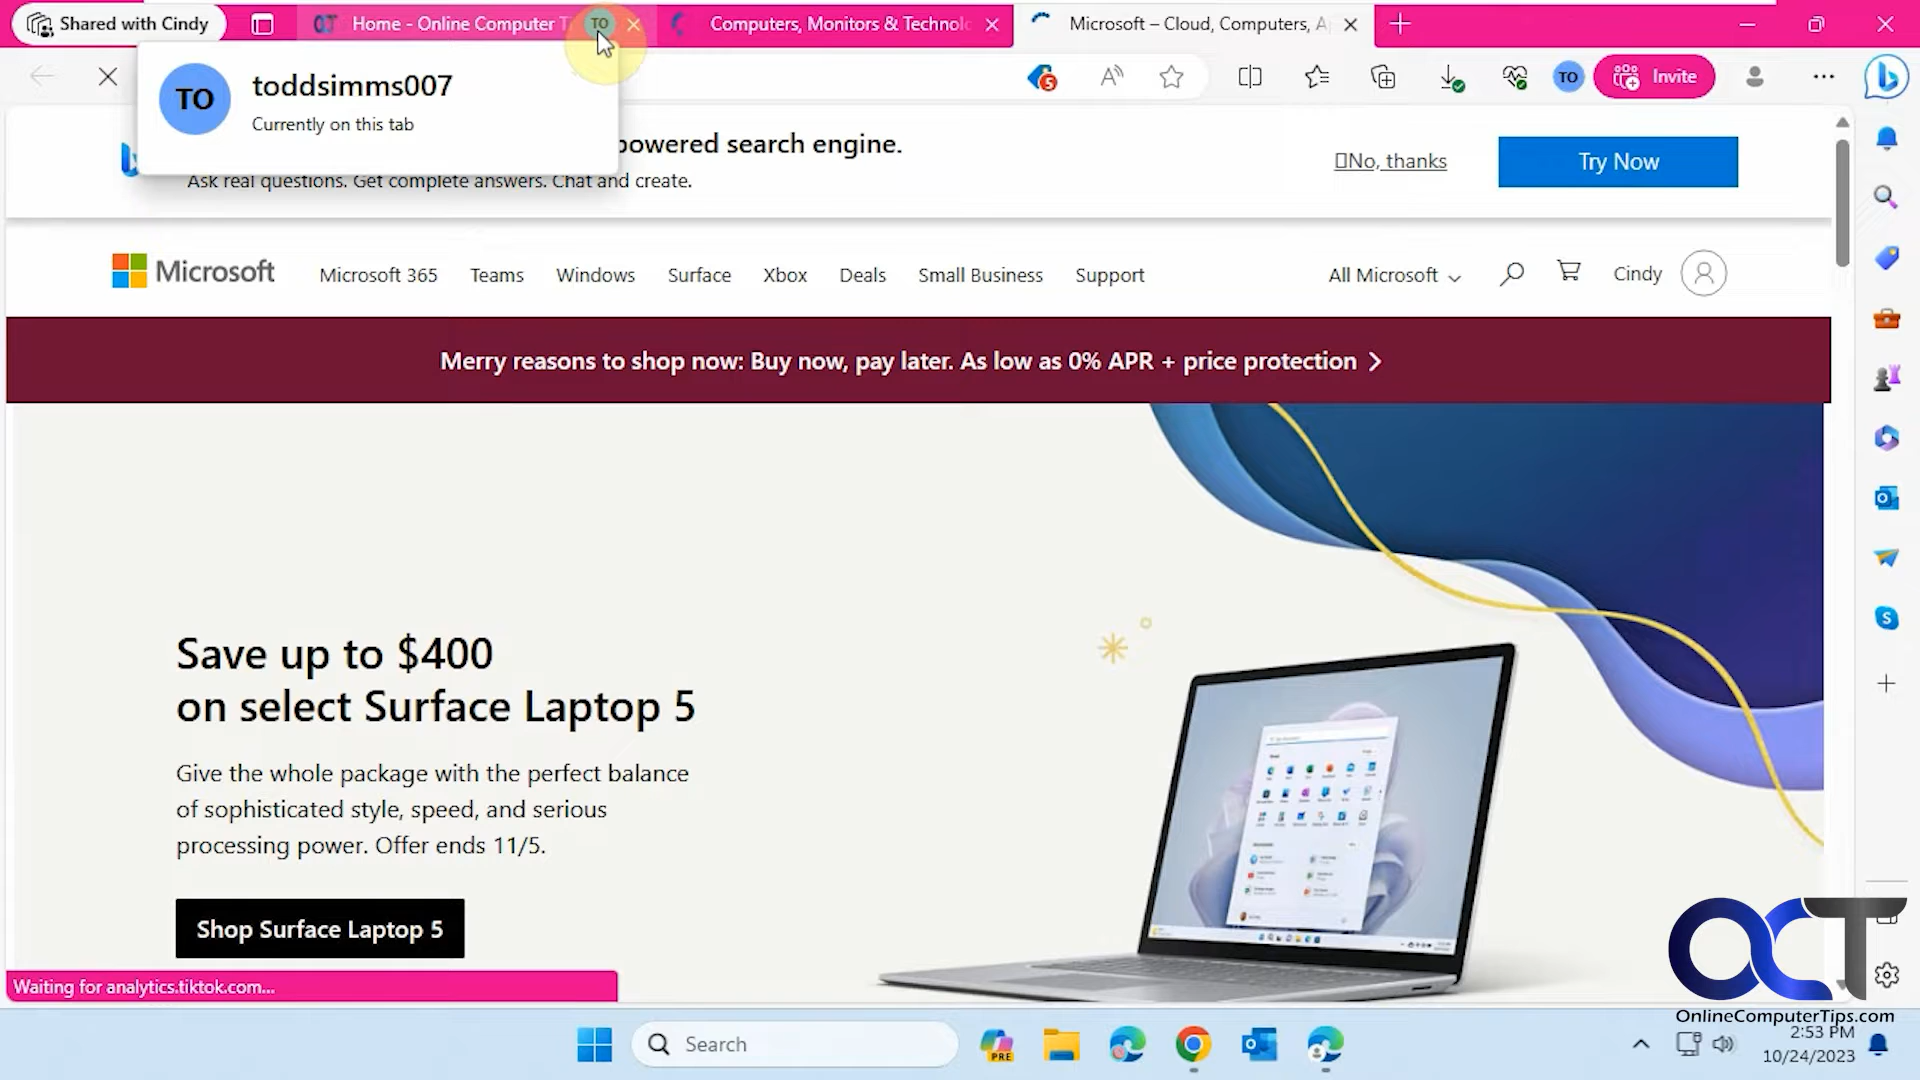 Shared with Cindy
Home - Online Computer T
TO
Computers, Monitors & Technol
Microsoft – Cloud, Computers, A
TO
toddsimms007
Currently on this tab
5
TO
Invite
powered search engine.
Ask real questions. Get complete answers. Chat and create.
No, thanks
Try Now
Microsoft
Microsoft 365
Teams
Windows
Surface
Xbox
Deals
Small Business
Support
All Microsoft
Cindy
Merry reasons to shop now: Buy now, pay later. As low as 0% APR + price protection
Save up to $400
on select Surface Laptop 5
Give the whole package with the perfect balance
of sophisticated style, speed, and serious
processing power. Offer ends 11/5.
Shop Surface Laptop 5
Waiting for analytics.tiktok.com...
OCT
OnlineComputerTips.com
Search
PRE
2:53 PM
10/24/2023